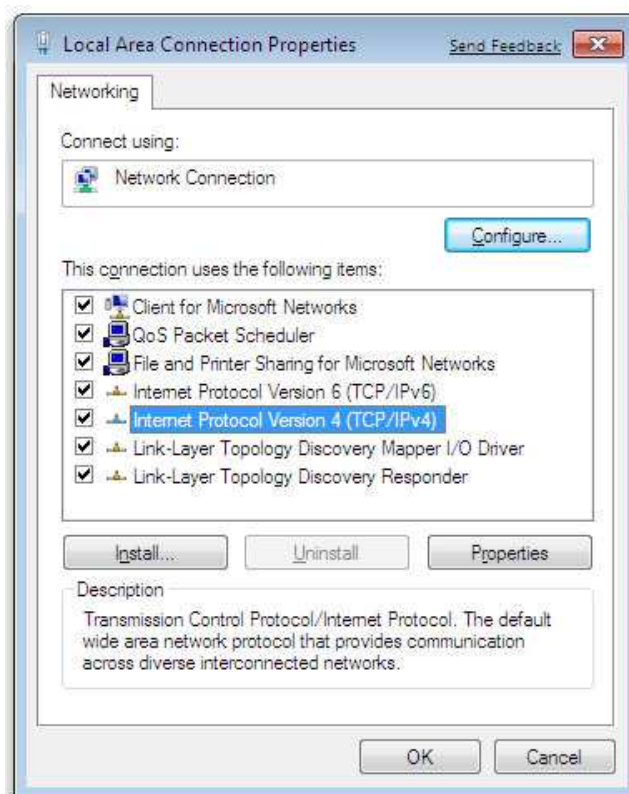 Local Area Connection Properties Send Feedback
Networking
Connect using:
Network Connection
Configure...
This connection uses the following items:
Client for Microsoft Networks
QoS Packet Scheduler
File and Printer Sharing for Microsoft Networks
Internet Protocol Version 6 (TCP/IPv6)
Internet Protocol Version 4 (TCP/IPv4)
Link-Layer Topology Discovery Mapper I/O Driver
Link-Layer Topology Discovery Responder
Install... Uninstall Properties
Description
Transmission Control Protocol/Internet Protocol. The default
wide area network protocol that provides communication
across diverse interconnected networks.
OK Cancel